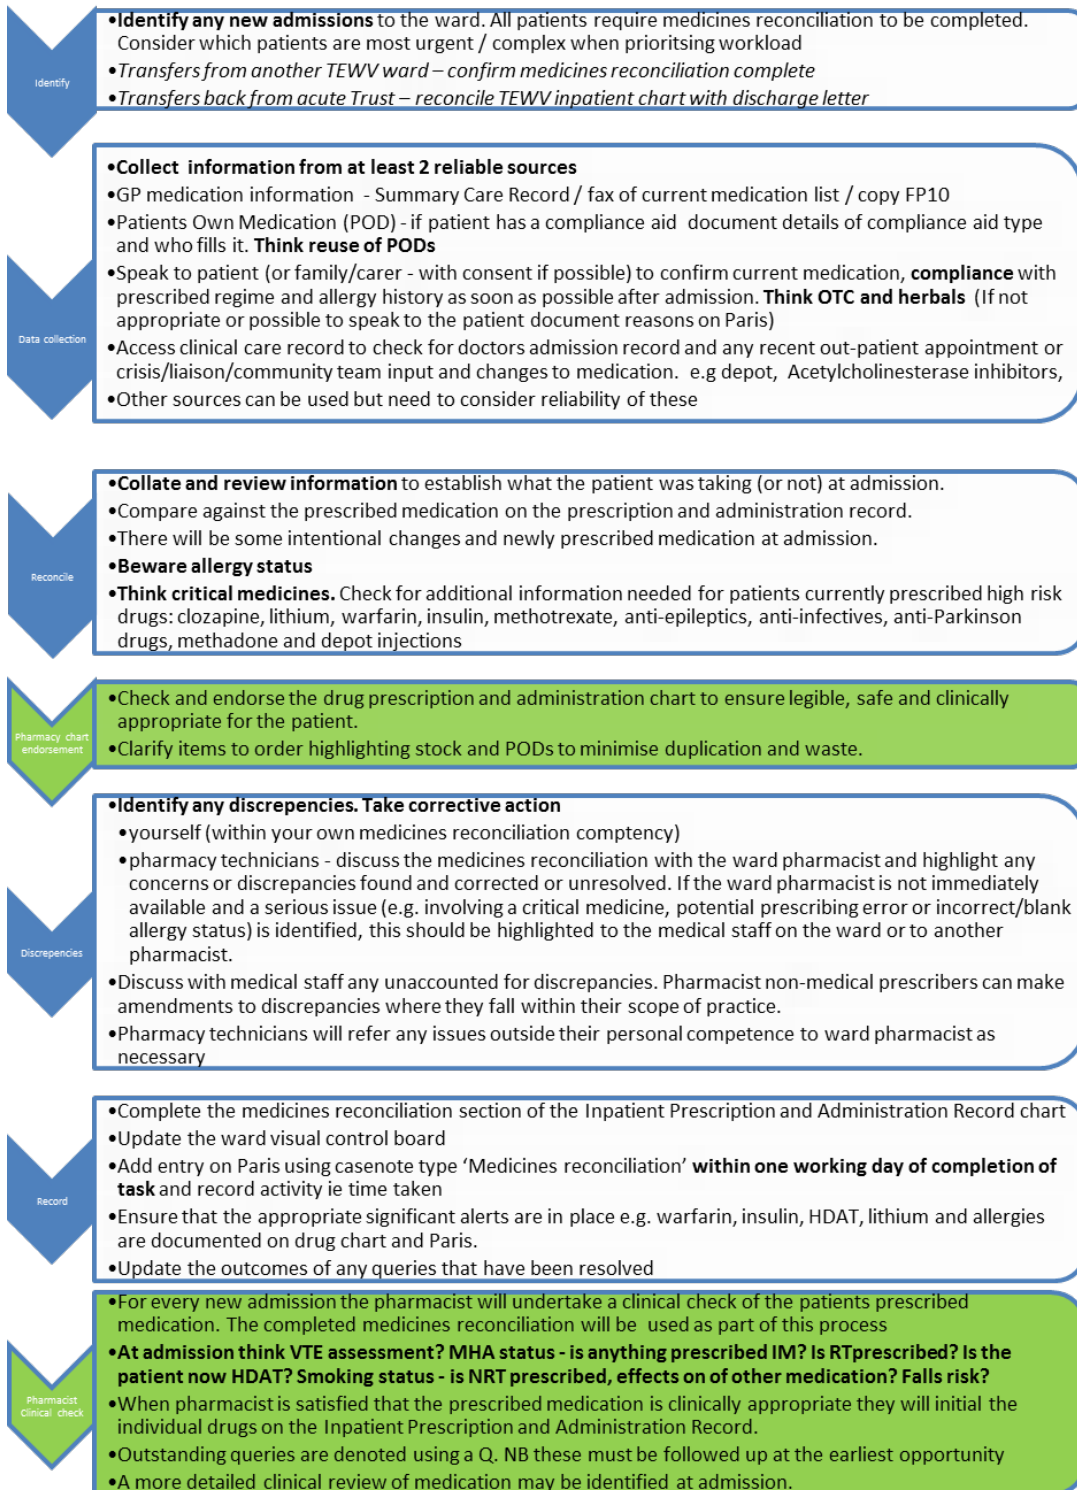 •Identify any new admissions to the ward. All patients require medicines reconciliation to be completed.
Consider which patients are most urgent / complex when prioritsing workload
•Transfers from another TEWV ward – confirm medicines reconciliation complete
•Transfers back from acute Trust – reconcile TEWV inpatient chart with discharge letter
Identify
•Collect information from at least 2 reliable sources
•GP medication information - Summary Care Record / fax of current medication list / copy FP10
•Patients Own Medication (POD) - if patient has a compliance aid document details of compliance aid type
and who fills it. Think reuse of PODs
•Speak to patient (or family/carer - with consent if possible) to confirm current medication, compliance with
prescribed regime and allergy history as soon as possible after admission. Think OTC and herbals (If not
appropriate or possible to speak to the patient document reasons on Paris)
•Access clinical care record to check for doctors admission record and any recent out-patient appointment or
crisis/liaison/community team input and changes to medication. e.g depot, Acetylcholinesterase inhibitors,
•Other sources can be used but need to consider reliability of these
Data collection
•Collate and review information to establish what the patient was taking (or not) at admission.
•Compare against the prescribed medication on the prescription and administration record.
•There will be some intentional changes and newly prescribed medication at admission.
•Beware allergy status
•Think critical medicines. Check for additional information needed for patients currently prescribed high risk
drugs: clozapine, lithium, warfarin, insulin, methotrexate, anti-epileptics, anti-infectives, anti-Parkinson
drugs, methadone and depot injections
Reconcile
•Check and endorse the drug prescription and administration chart to ensure legible, safe and clinically
appropriate for the patient.
•Clarify items to order highlighting stock and PODs to minimise duplication and waste.
Pharmacy chart
endorsement
•Identify any discrepencies. Take corrective action
•yourself (within your own medicines reconciliation comptency)
•pharmacy technicians - discuss the medicines reconciliation with the ward pharmacist and highlight any
concerns or discrepancies found and corrected or unresolved. If the ward pharmacist is not immediately
available and a serious issue (e.g. involving a critical medicine, potential prescribing error or incorrect/blank
allergy status) is identified, this should be highlighted to the medical staff on the ward or to another
pharmacist.
•Discuss with medical staff any unaccounted for discrepancies. Pharmacist non-medical prescribers can make
amendments to discrepancies where they fall within their scope of practice.
•Pharmacy technicians will refer any issues outside their personal competence to ward pharmacist as
necessary
Discrepencies
•Complete the medicines reconciliation section of the Inpatient Prescription and Administration Record chart
•Update the ward visual control board
•Add entry on Paris using casenote type ‘Medicines reconciliation’ within one working day of completion of
task and record activity ie time taken
•Ensure that the appropriate significant alerts are in place e.g. warfarin, insulin, HDAT, lithium and allergies
are documented on drug chart and Paris.
•Update the outcomes of any queries that have been resolved
Record
•For every new admission the pharmacist will undertake a clinical check of the patients prescribed
medication. The completed medicines reconciliation will be used as part of this process
•At admission think VTE assessment? MHA status - is anything prescribed IM? Is RTprescribed? Is the
patient now HDAT? Smoking status - is NRT prescribed, effects on of other medication? Falls risk?
•When pharmacist is satisfied that the prescribed medication is clinically appropriate they will initial the
individual drugs on the Inpatient Prescription and Administration Record.
•Outstanding queries are denoted using a Q. NB these must be followed up at the earliest opportunity
•A more detailed clinical review of medication may be identified at admission.
Pharmacist
Clinical check